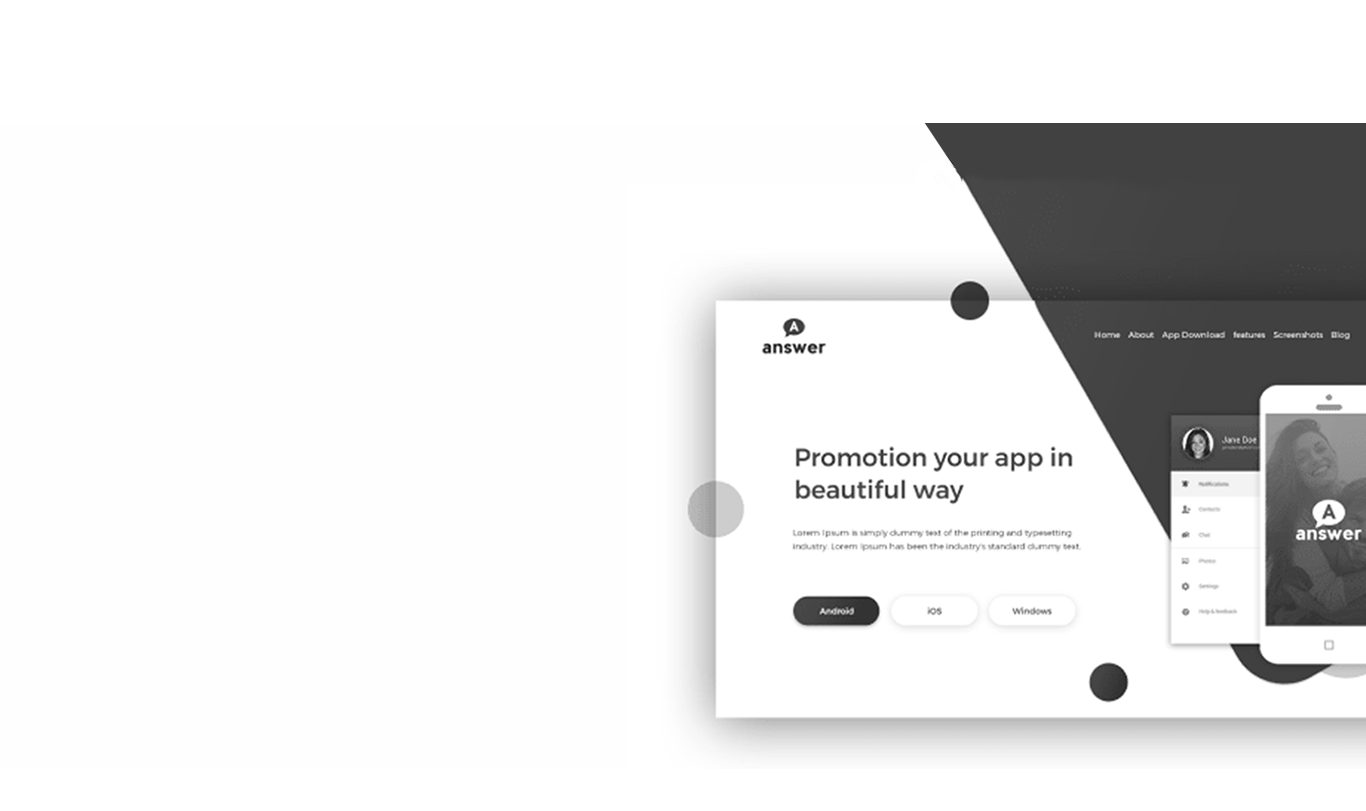 A
answer
Home About App Download features Screenshots Blog
Promotion your app in
beautiful way
Lorem Ipsum is simply dummy text of the printing and typesetting
industry. Lorem Ipsum has been the industry's standard dummy text.
Android iOS Windows
Jane Doe
Notifications
Contacts
Chat
Photos
Settings
Help & feedback
A
answer